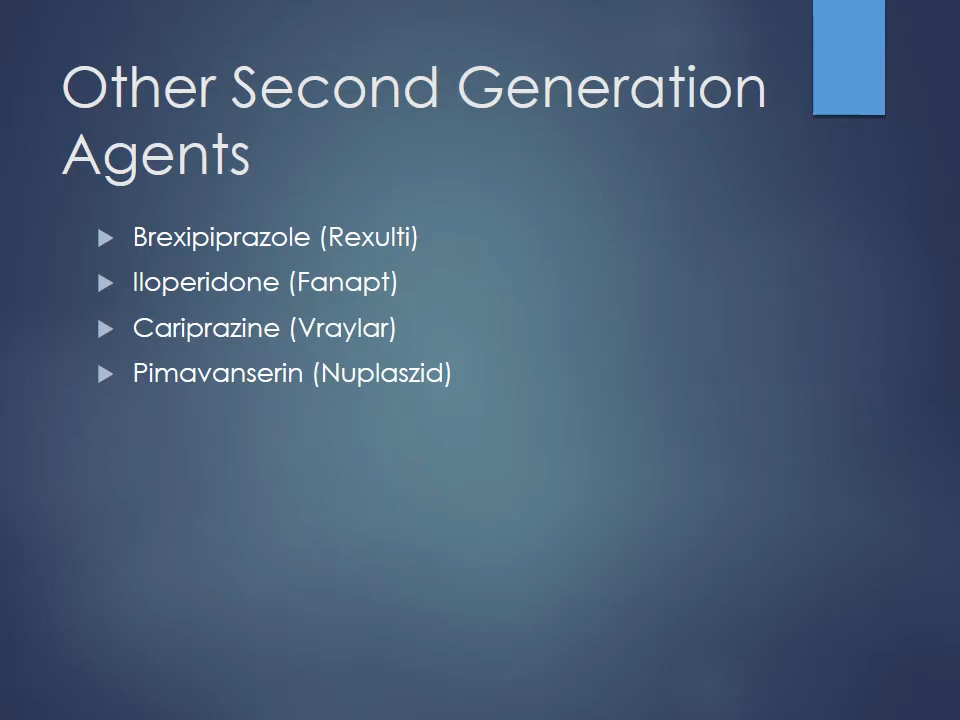 Other Second Generation
Agents
Brexipiprazole (Rexulti)
Iloperidone (Fanapt)
Cariprazine (Vraylar)
Pimavanserin (Nuplaszid)